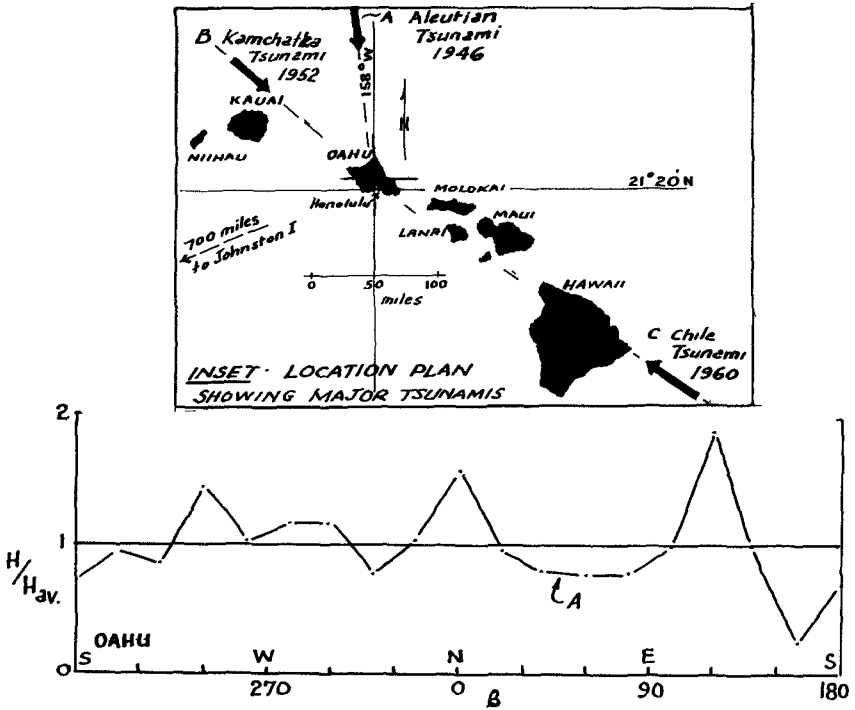 A Aleutian
Tsunami
1946
B Kamchatka
Tsunami
1952
158°W
N
KAUAI
NIIHAU
OAHU
21°20'N
MOLOKAI
Honolulu
MAUI
LANAI
700 miles
to Johnston I
HAWAII
0 50 100
miles
C Chile
Tsunami
1960
INSET · LOCATION PLAN
SHOWING MAJOR TSUNAMIS
2
1
H/Hav.
A
OAHU
S W N E S
0
270 0 90 180
β